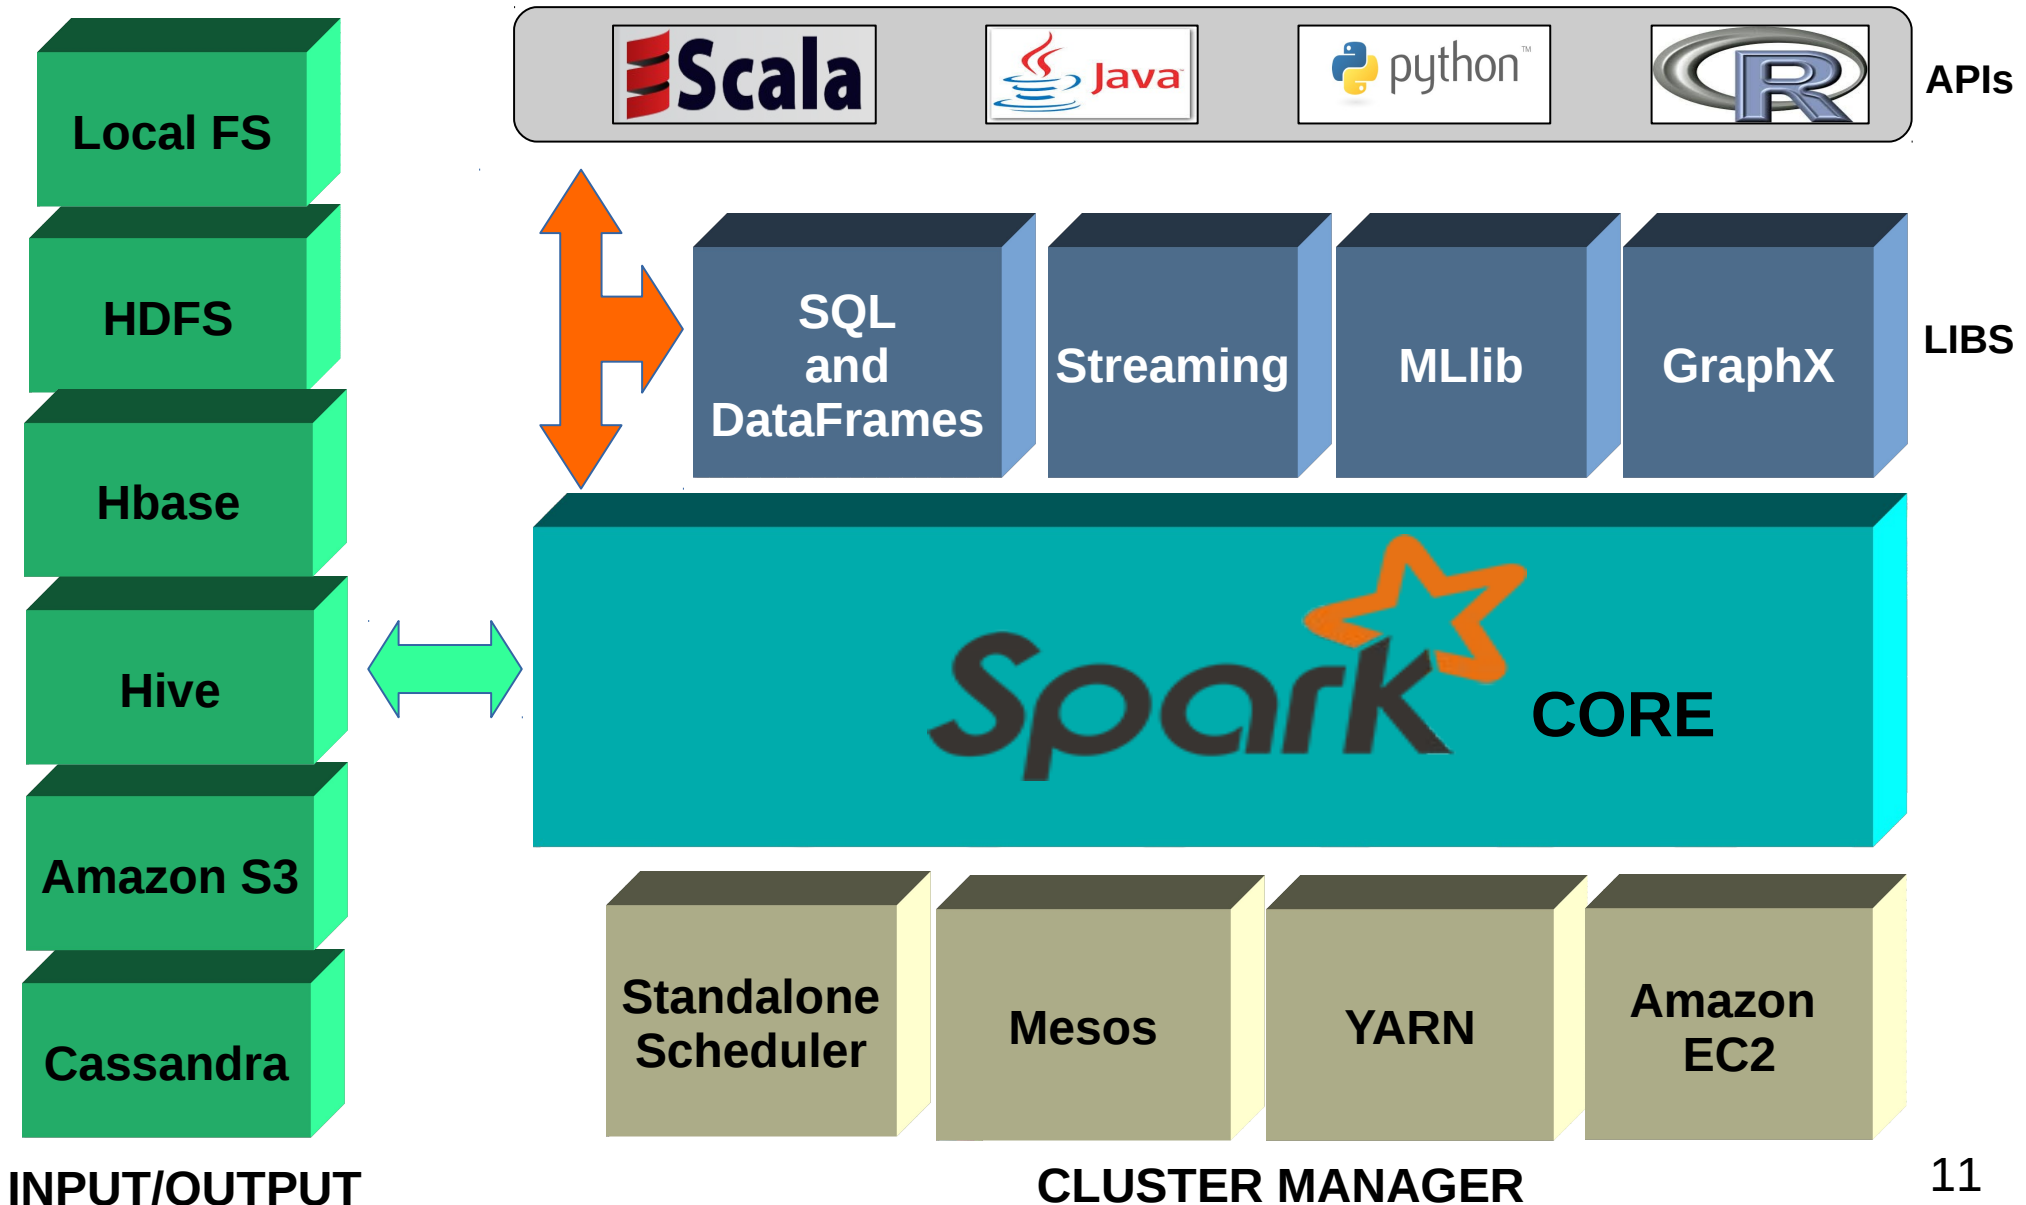 Scala
Java
python™
R
APIs
Local FS
HDFS
Hbase
Hive
Amazon S3
Cassandra
INPUT/OUTPUT
SQL
and
DataFrames
Streaming
MLlib
GraphX
LIBS
Spark
CORE
Standalone
Scheduler
Mesos
YARN
Amazon
EC2
CLUSTER MANAGER
11